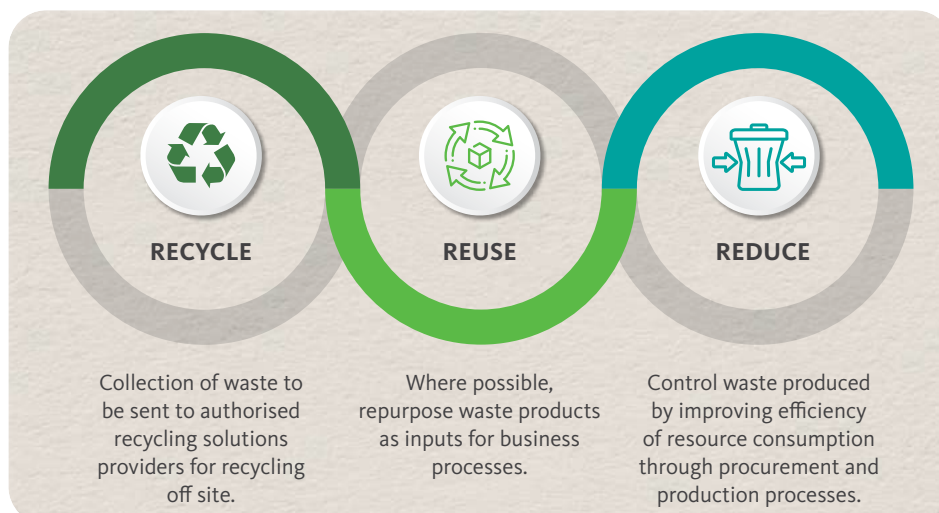 RECYCLE
Collection of waste to
be sent to authorised
recycling solutions
providers for recycling
off site.
REUSE
Where possible,
repurpose waste products
as inputs for business
processes.
REDUCE
Control waste produced
by improving efficiency
of resource consumption
through procurement and
production processes.